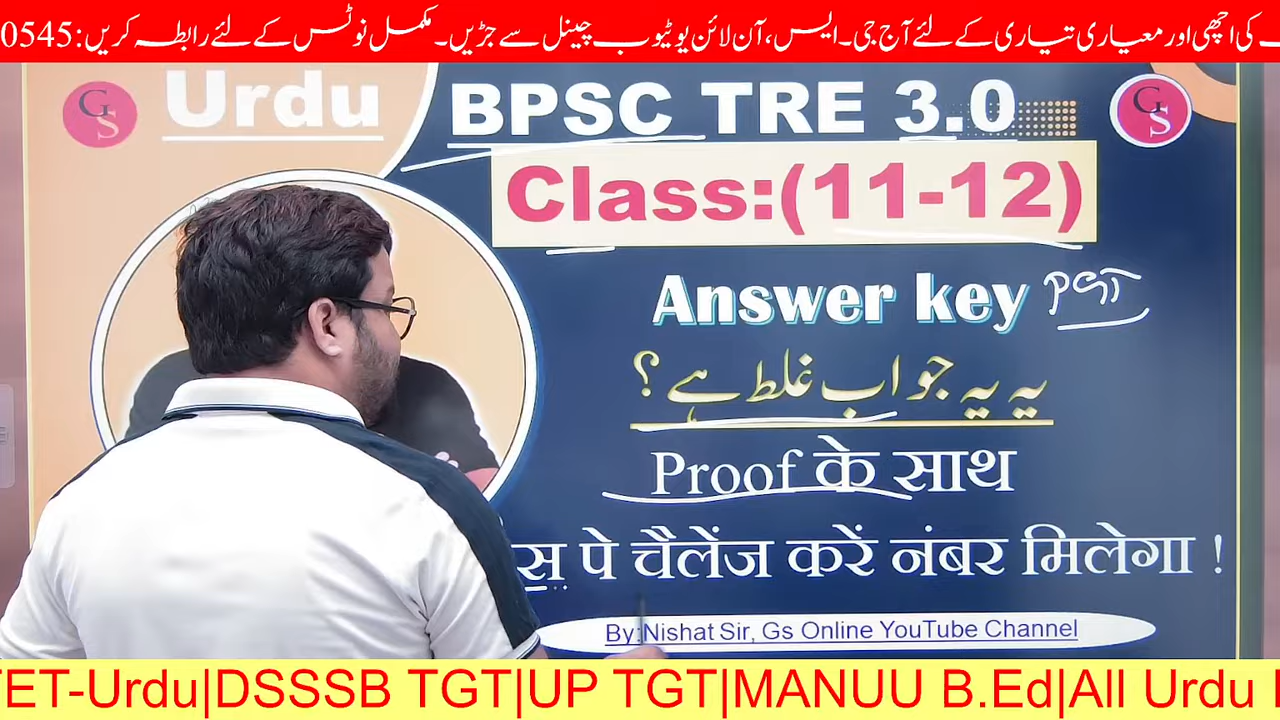 کی اچھی اور معیاری تیاری کے لئے آج جی۔ ایس، آن لائن یوٹیوب چینل سے جڑیں۔ مکمل نوٹس کے لئے رابطہ کریں: 0545
GS
Urdu
BPSC TRE 3.0
GS
Class:(11-12)
Answer key PGT
یہ یہ جواب غلط ہے ؟
Proof के साथ
पे चैलेंज करें नंबर मिलेगा !
By:Nishat Sir, Gs Online YouTube Channel
TET-Urdu|DSSSB TGT|UP TGT|MANUU B.Ed|All Urdu